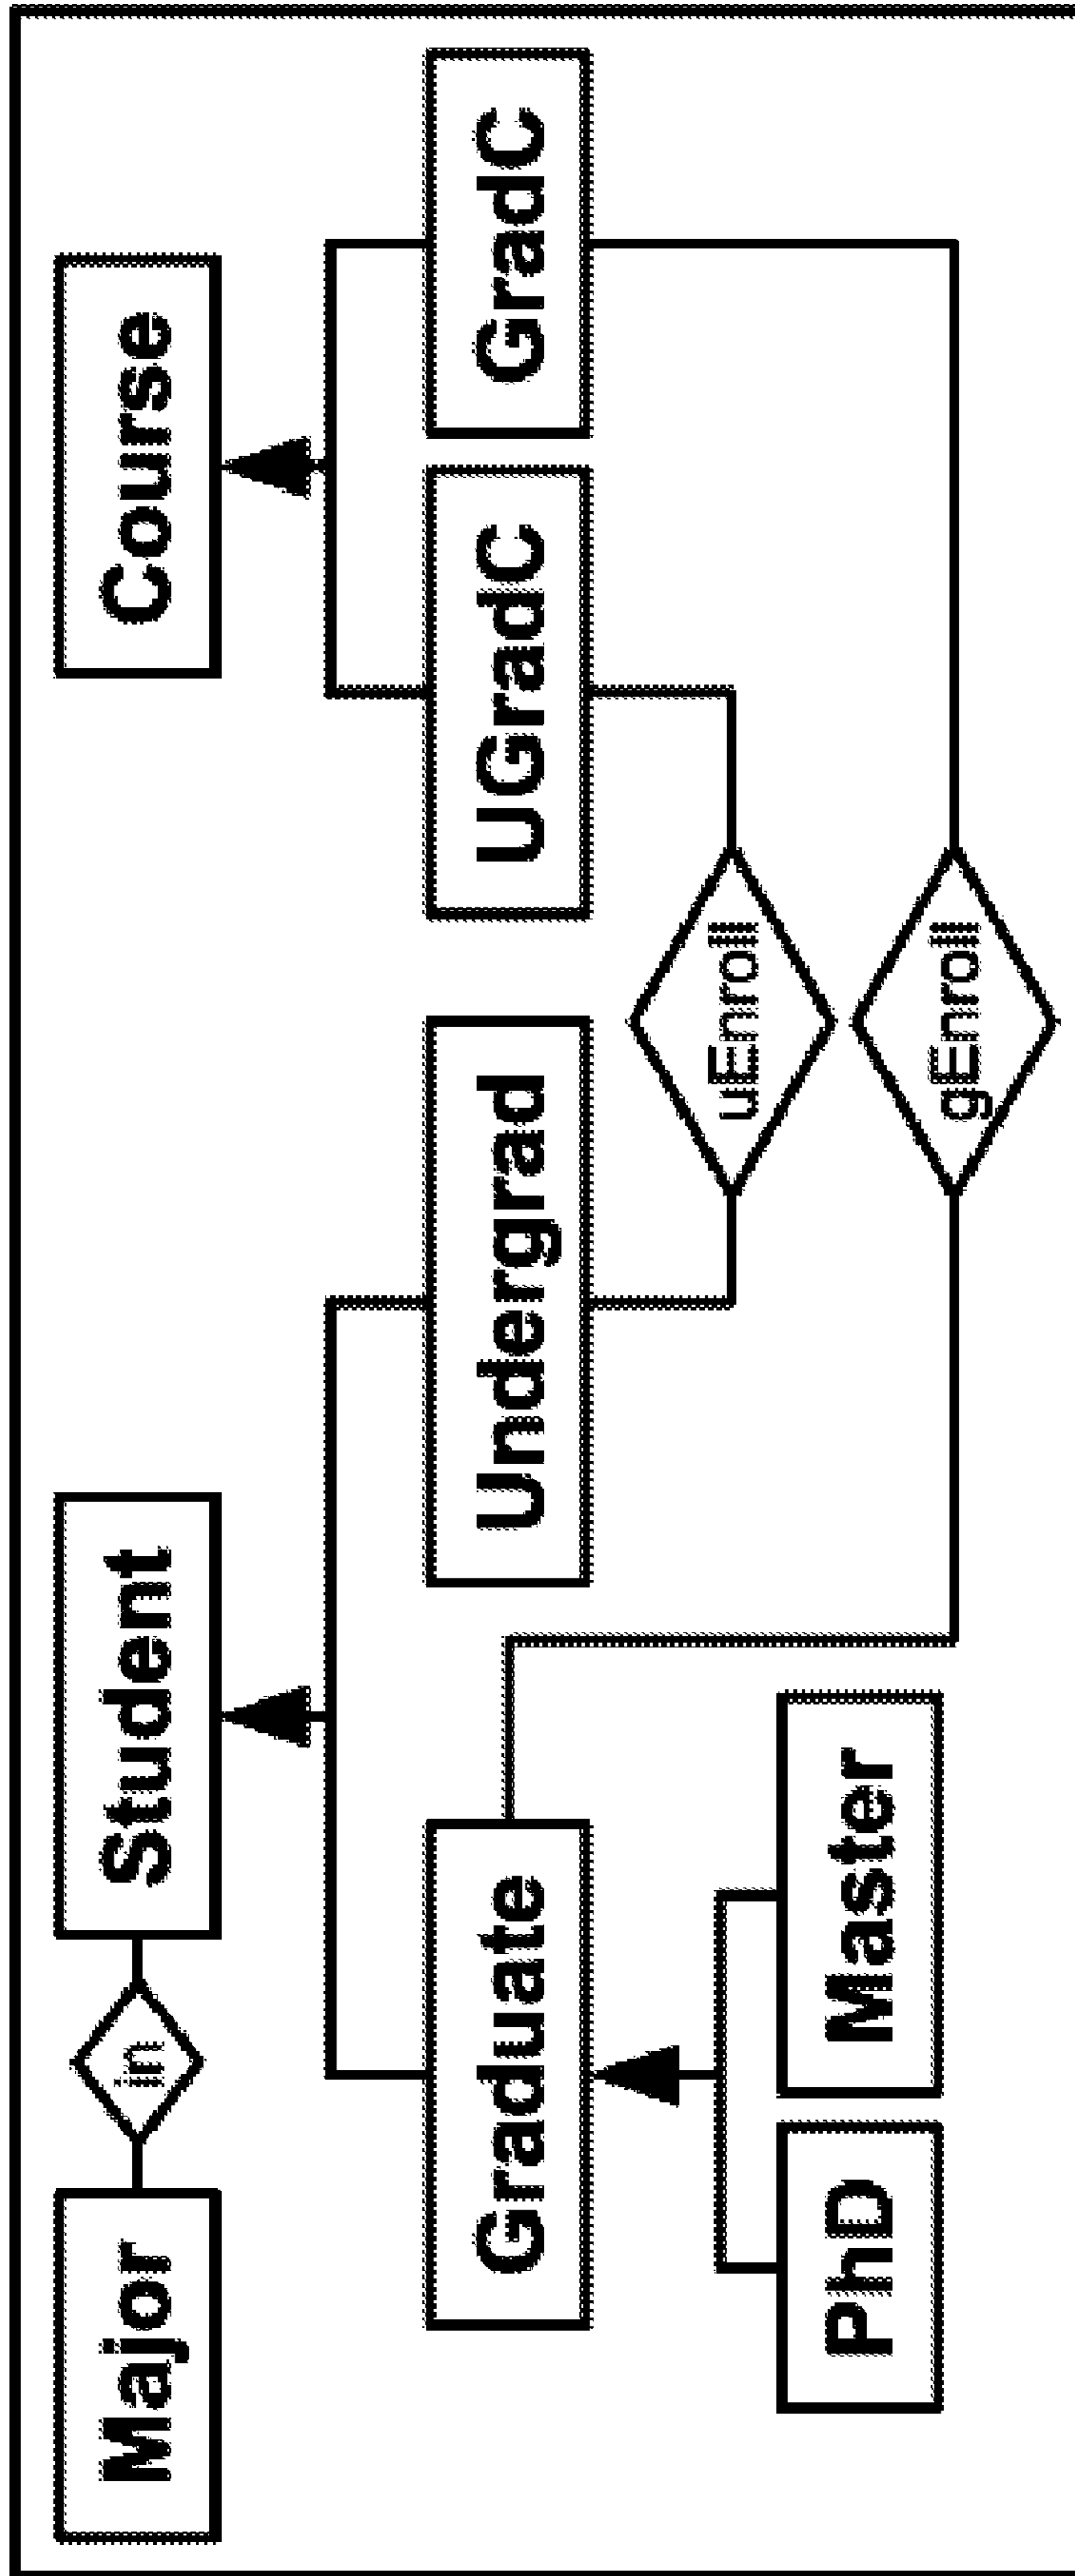 Major
in
Student
Course
Graduate
Undergrad
UGradC
GradC
uEnroll
PhD
Master
gEnroll